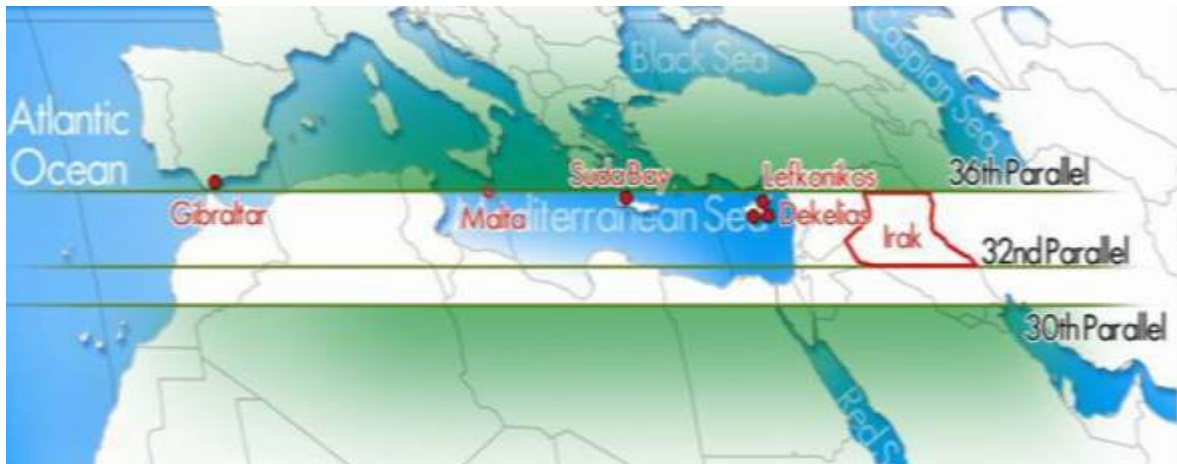 Black Sea
Caspian Sea
Atlantic
Ocean
36th Parallel
Suda Bay
Lefkonikos
Gibraltar
Malta
Mediterranean Sea
Dekelias
Irak
32nd Parallel
30th Parallel
Red S